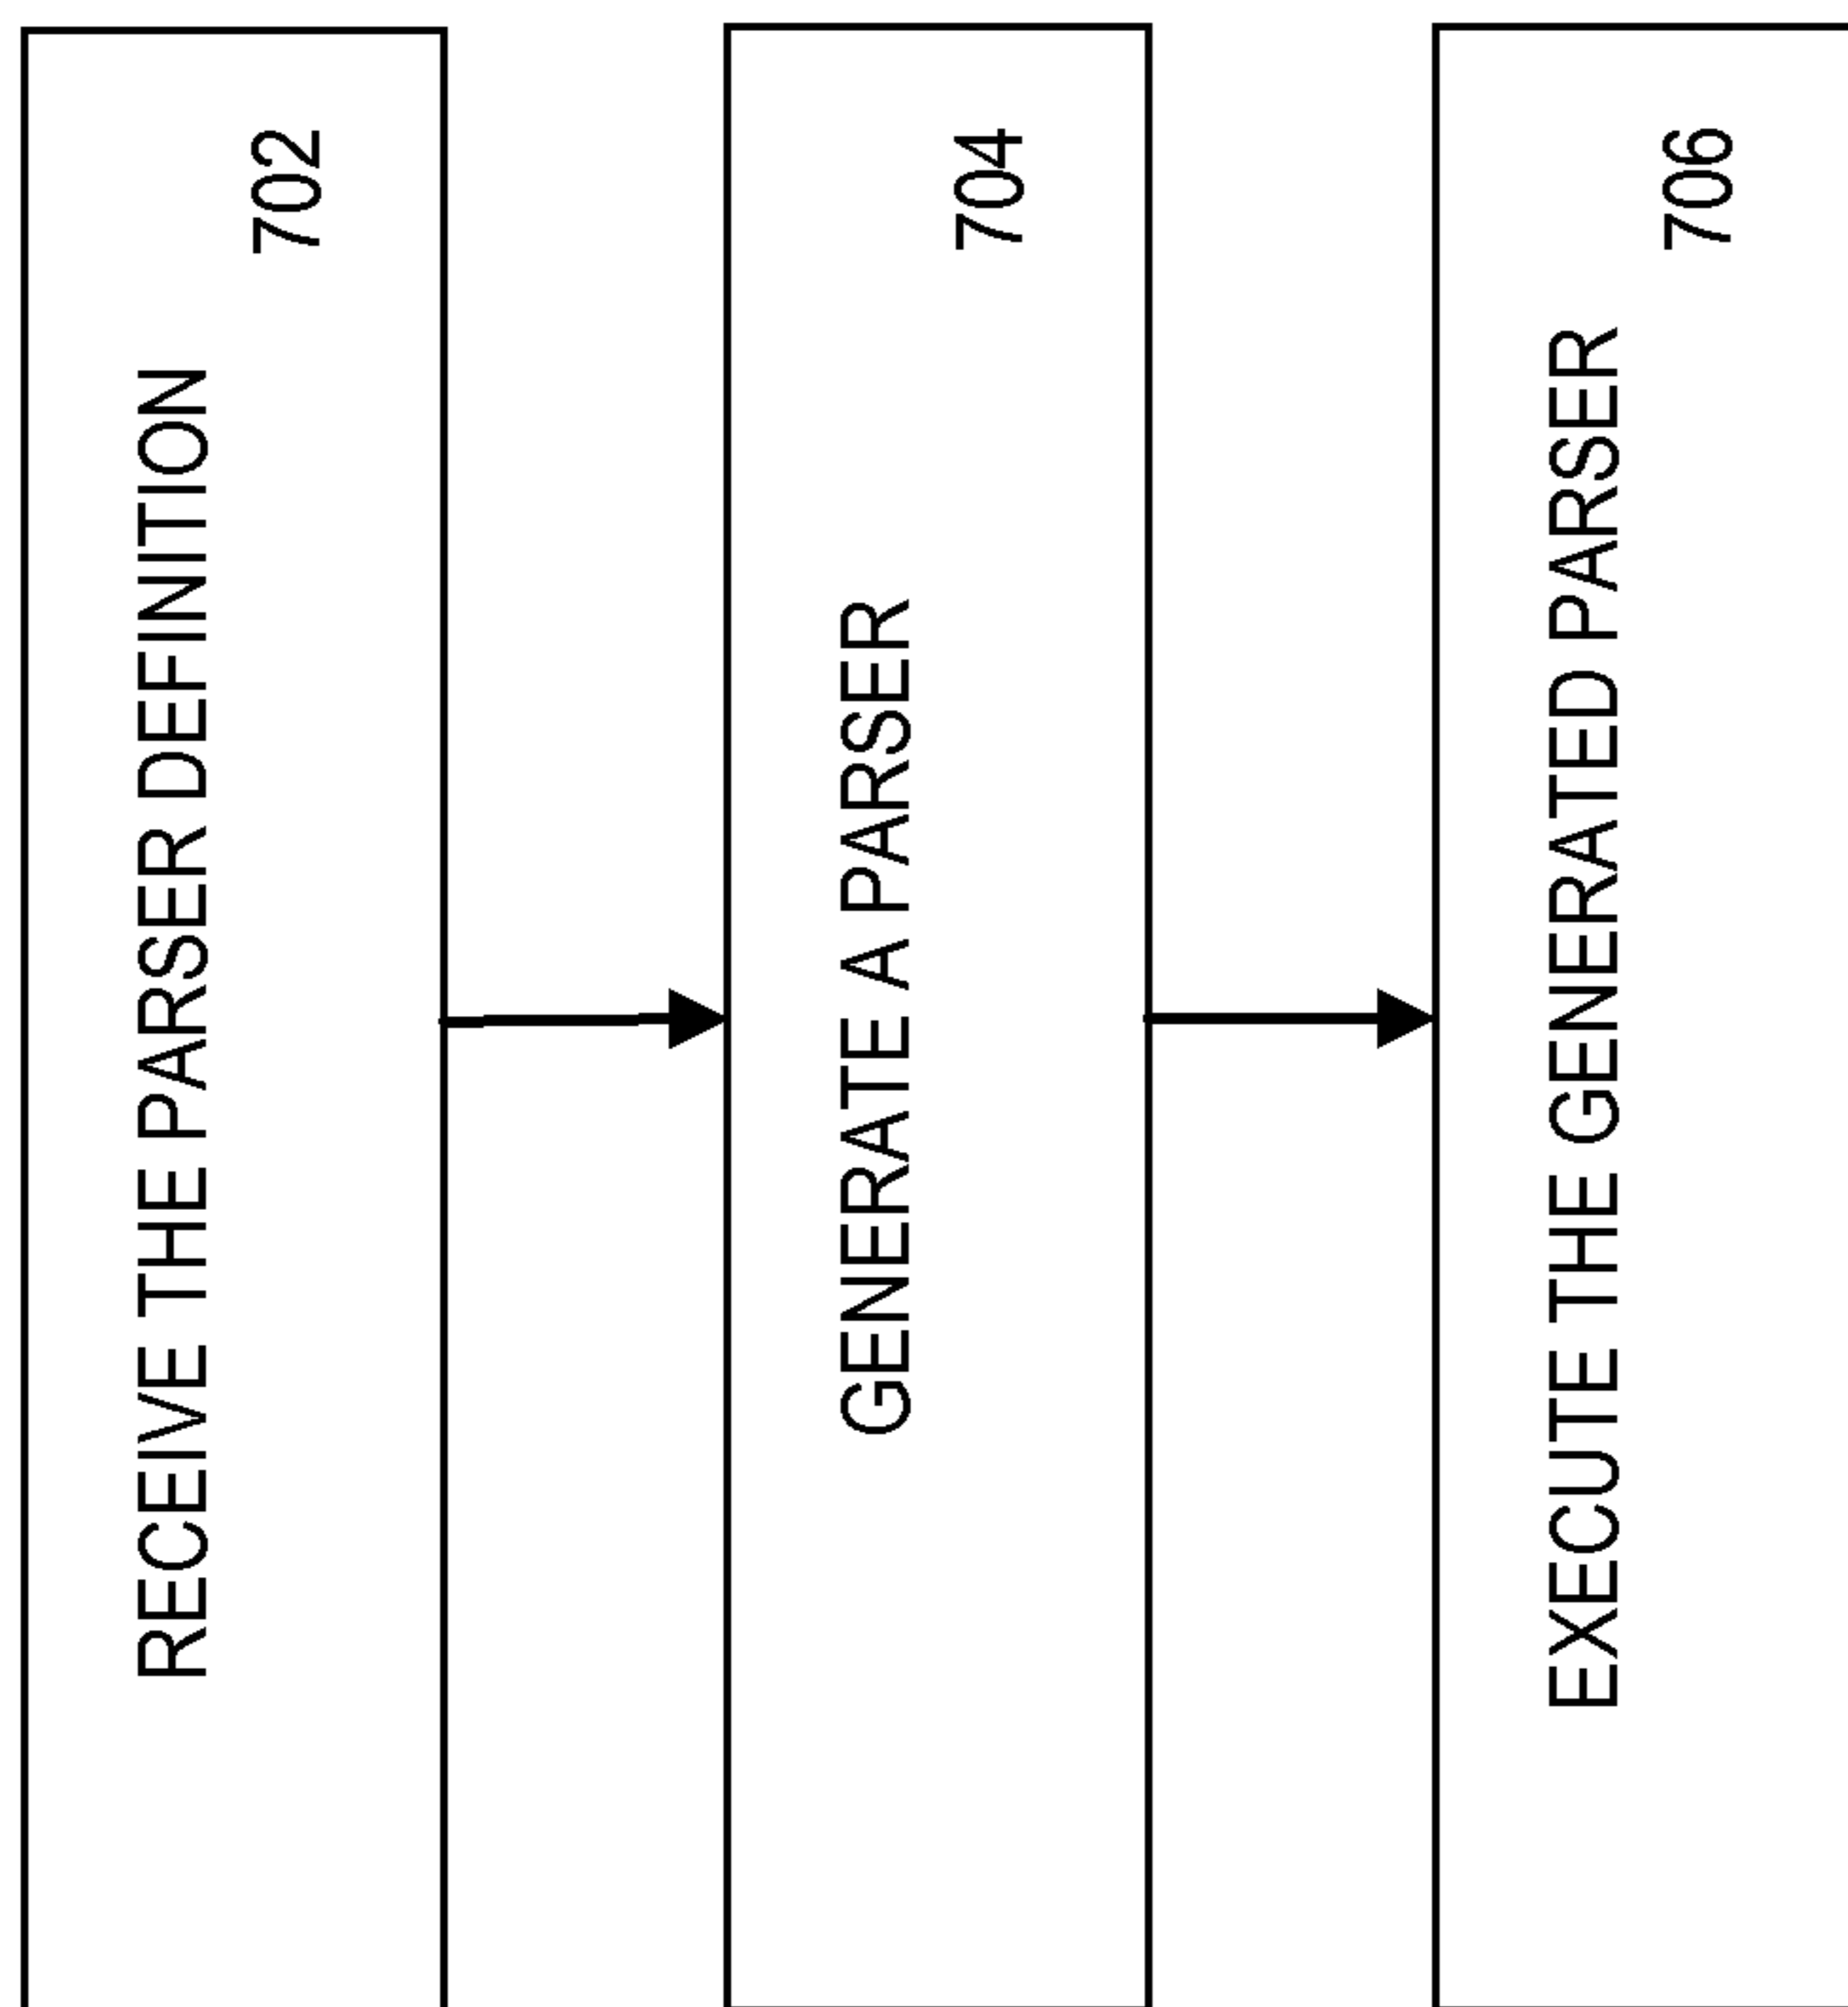 RECEIVE THE PARSER DEFINITION
702
GENERATE A PARSER
704
EXECUTE THE GENERATED PARSER
706